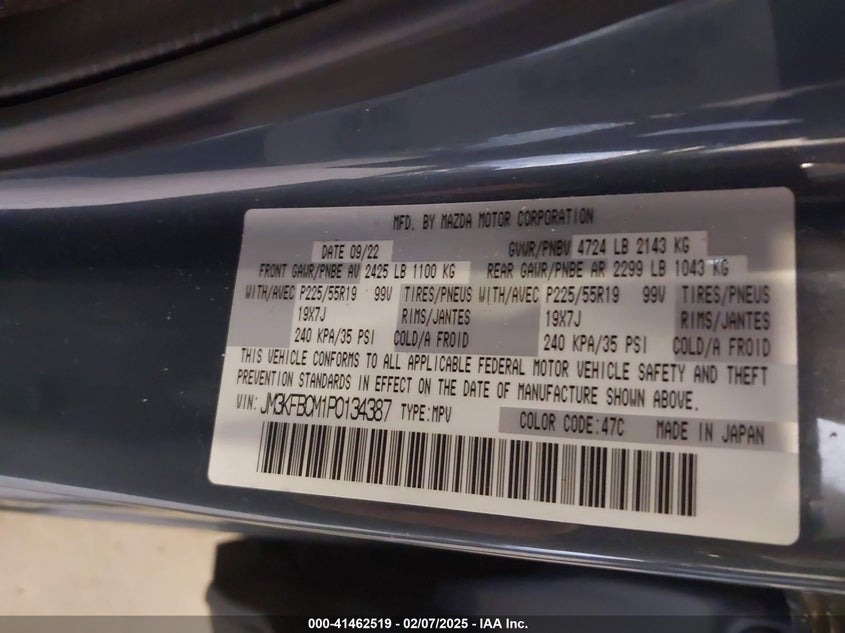 MFD. BY MAZDA MOTOR CORPORATION
DATE 09/22 GVWR/PNBV 4724 LB 2143 KG
FRONT GAWR/PNBE AV 2425 LB 1100 KG REAR GAWR/PNBE AR 2299 LB 1043 KG
WITH/AVEC P225/55R19 99V TIRES/PNEUS WITH/AVEC P225/55R19 99V TIRES/PNEUS
19X7J RIMS/JANTES 19X7J RIMS/JANTES
240 KPA/35 PSI COLD/A FROID 240 KPA/35 PSI COLD/A FROID
THIS VEHICLE CONFORMS TO ALL APPLICABLE FEDERAL MOTOR VEHICLE SAFETY AND THEFT
PREVENTION STANDARDS IN EFFECT ON THE DATE OF MANUFACTURE SHOWN ABOVE.
VIN: JM3KFBCM1P0134387 TYPE:MPV COLOR CODE:47C MADE IN JAPAN
000-41462519 - 02/07/2025 - IAA Inc.